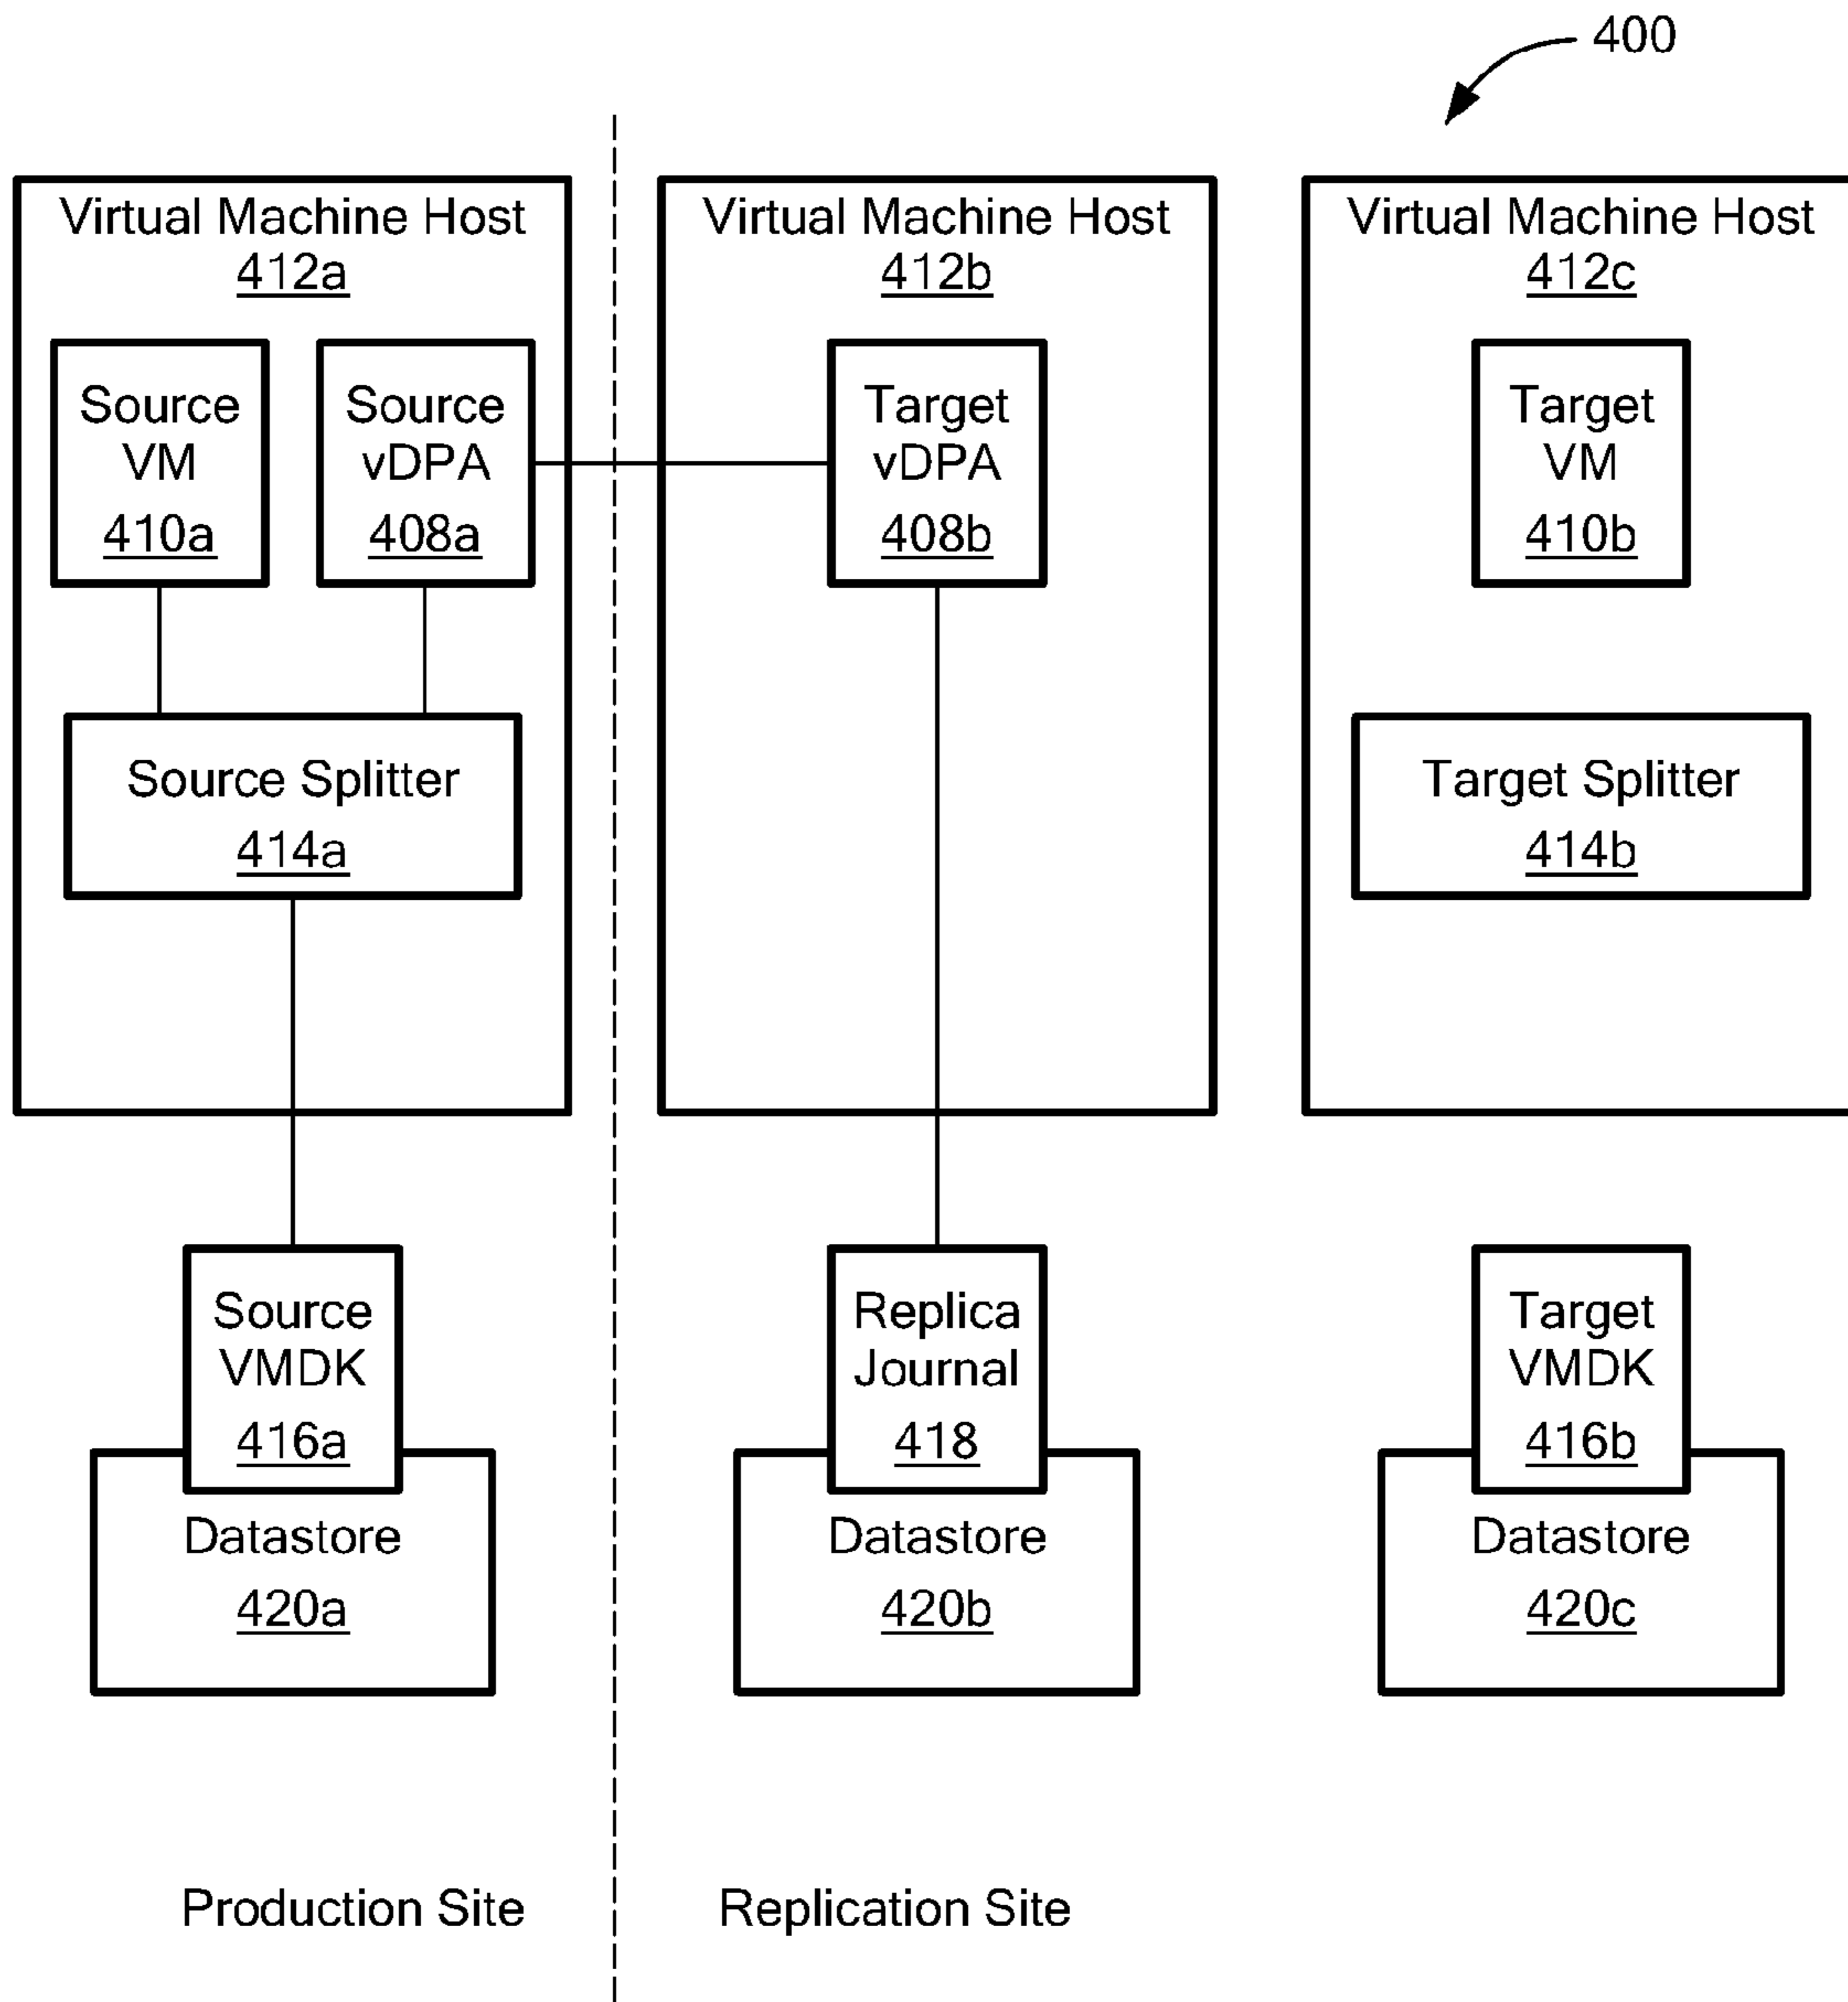 400
Virtual Machine Host
412a
Source
VM
410a
Source
vDPA
408a
Source Splitter
414a
Source
VMDK
416a
Datastore
420a
Production Site
Virtual Machine Host
412b
Target
vDPA
408b
Replica
Journal
418
Datastore
420b
Replication Site
Virtual Machine Host
412c
Target
VM
410b
Target Splitter
414b
Target
VMDK
416b
Datastore
420c